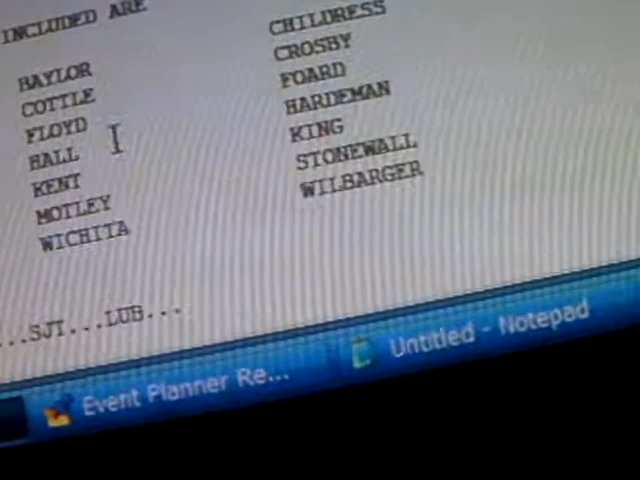 INCLUDED ARE
BAYLOR CHILDRESS
COTTLE CROSBY
FLOYD FOARD
HALL HARDEMAN
KENT KING
MOTLEY STONEWALL
WICHITA WILBARGER
...SJT...LUB...
Event Planner Re... Untitled - Notepad